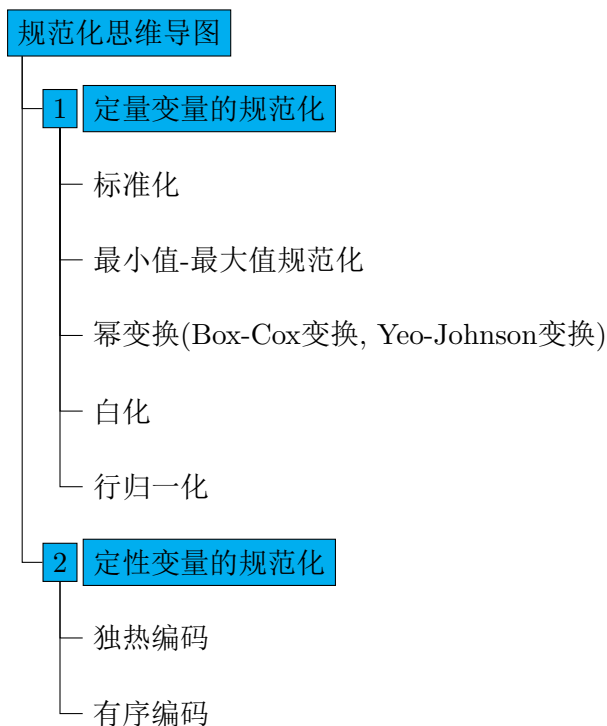 规范化思维导图
1 定量变量的规范化
标准化
最小值-最大值规范化
幂变换(Box-Cox变换, Yeo-Johnson变换)
白化
行归一化
2 定性变量的规范化
独热编码
有序编码